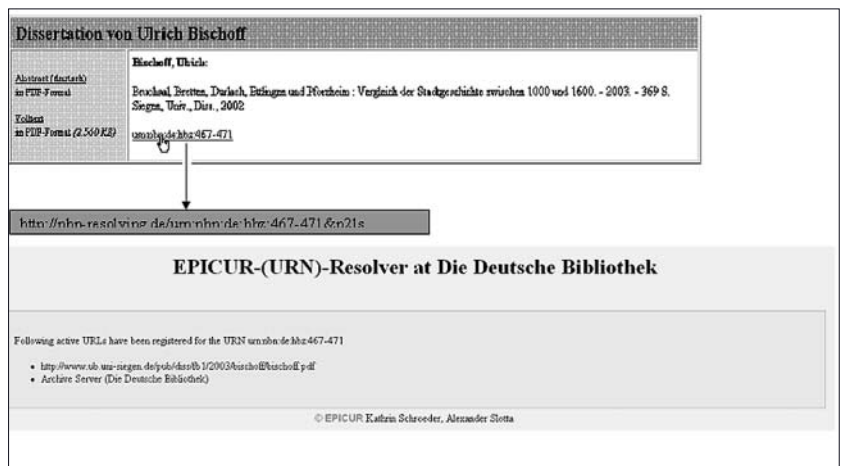 Dissertation von Ulrich Bischoff
Bischoff, Ulrich:
Abstract (deutsch)
in PDF-Format
Bruchsal, Bretten, Durlach, Ettlingen und Pforzheim : Vergleich der Stadtgeschichte zwischen 1000 und 1600. - 2003. - 369 S.
Siegen, Univ., Diss., 2002
Volltext
in PDF-Format (2.560 KB)
urn:nbn:de:hbz:467-471
http://nbn-resolving.de/urn:nbn:de:hbz:467-471&n21s
EPICUR-(URN)-Resolver at Die Deutsche Bibliothek
Following active URLs have been registered for the URN urn:nbn:de:hbz:467-471
• http://www.ub.uni-siegen.de/pub/diss/fb1/2003/bischoff/bischoff.pdf
• Archive Server (Die Deutsche Bibliothek)
© EPICUR Kathrin Schroeder, Alexander Slotta